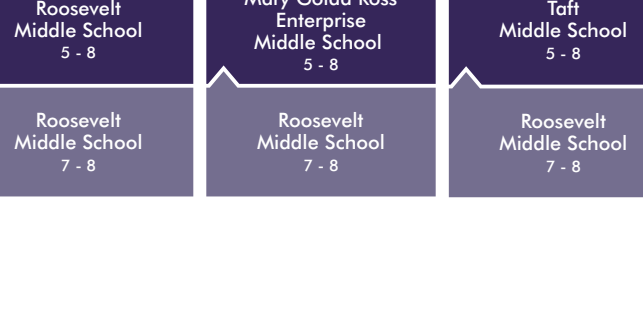 Roosevelt
Middle School
5 - 8
Mary Golda Ross
Enterprise
Middle School
5 - 8
Taft
Middle School
5 - 8
Roosevelt
Middle School
7 - 8
Roosevelt
Middle School
7 - 8
Roosevelt
Middle School
7 - 8